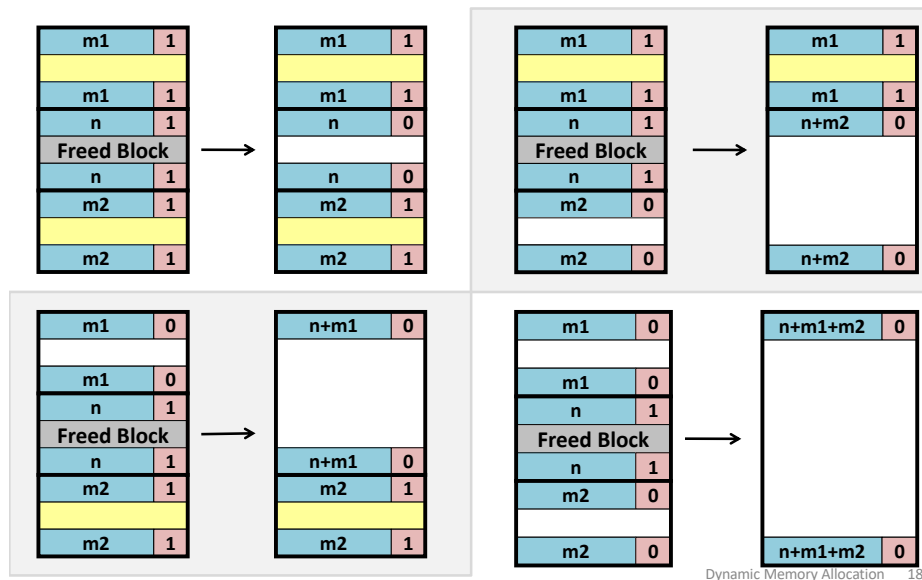 m1 1
m1 1
n 1
Freed Block
n 1
m2 1
m2 1
m1 1
m1 1
n 0
n 0
m2 1
m2 1
m1 1
m1 1
n 1
Freed Block
n 1
m2 0
m2 0
m1 1
m1 1
n+m2 0
n+m2 0
m1 0
m1 0
n 1
Freed Block
n 1
m2 1
m2 1
n+m1 0
n+m1 0
m2 1
m2 1
m1 0
m1 0
n 1
Freed Block
n 1
m2 0
m2 0
n+m1+m2 0
n+m1+m2 0
Dynamic Memory Allocation 18